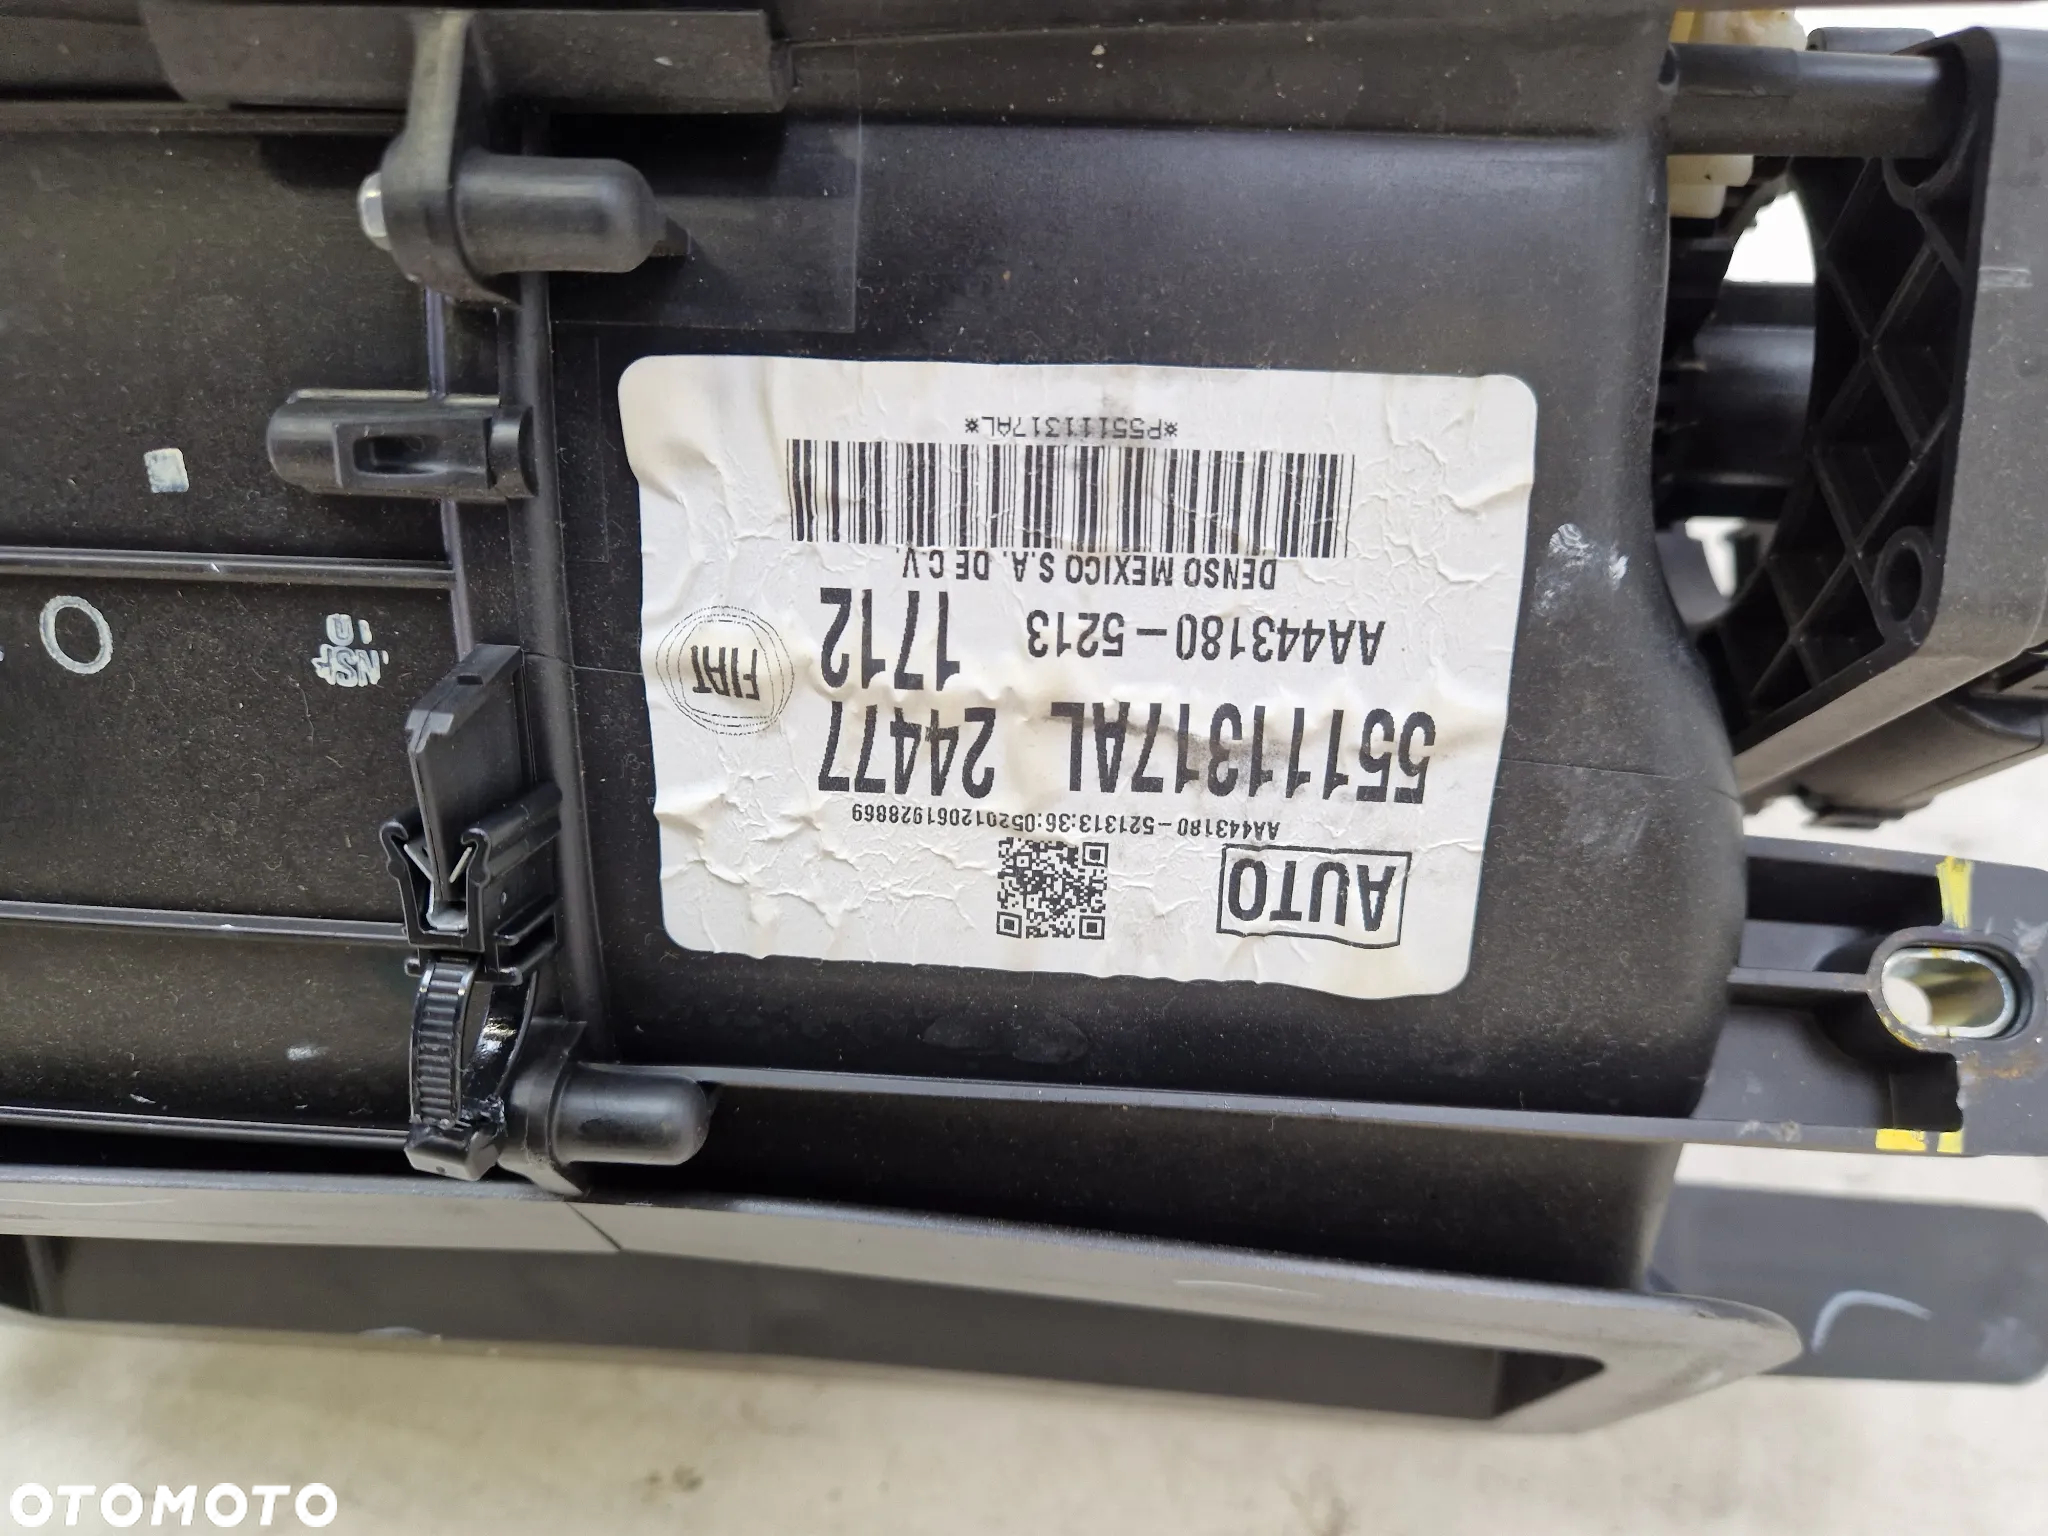 AUTO
AA443180-521313:36:052012061928869
55111317AL 24477
AA443180-5213 1712
FIAT
DENSO MEXICO S.A. DE C.V.
*P55111317AL*
OTOMOTO